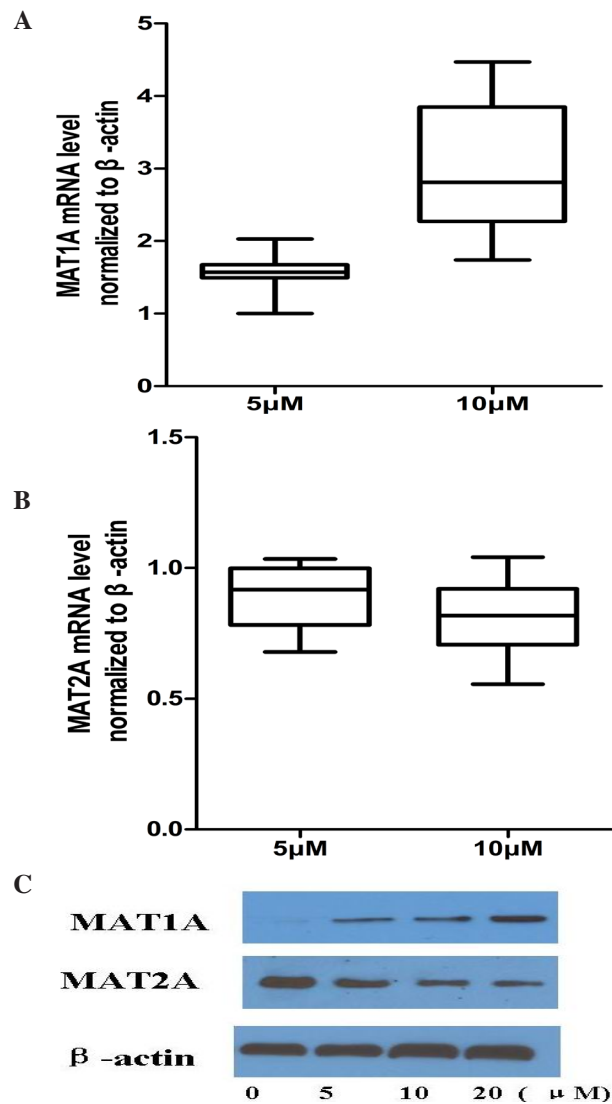 A
MAT1A mRNA level
normalized to β -actin
5
4
3
2
1
0
5μM
10μM
B
MAT2A mRNA level
normalized to β -actin
1.5
1.0
0.5
0.0
5μM
10μM
C
MAT1A
MAT2A
β -actin
0 5 10 20 ( μ M)